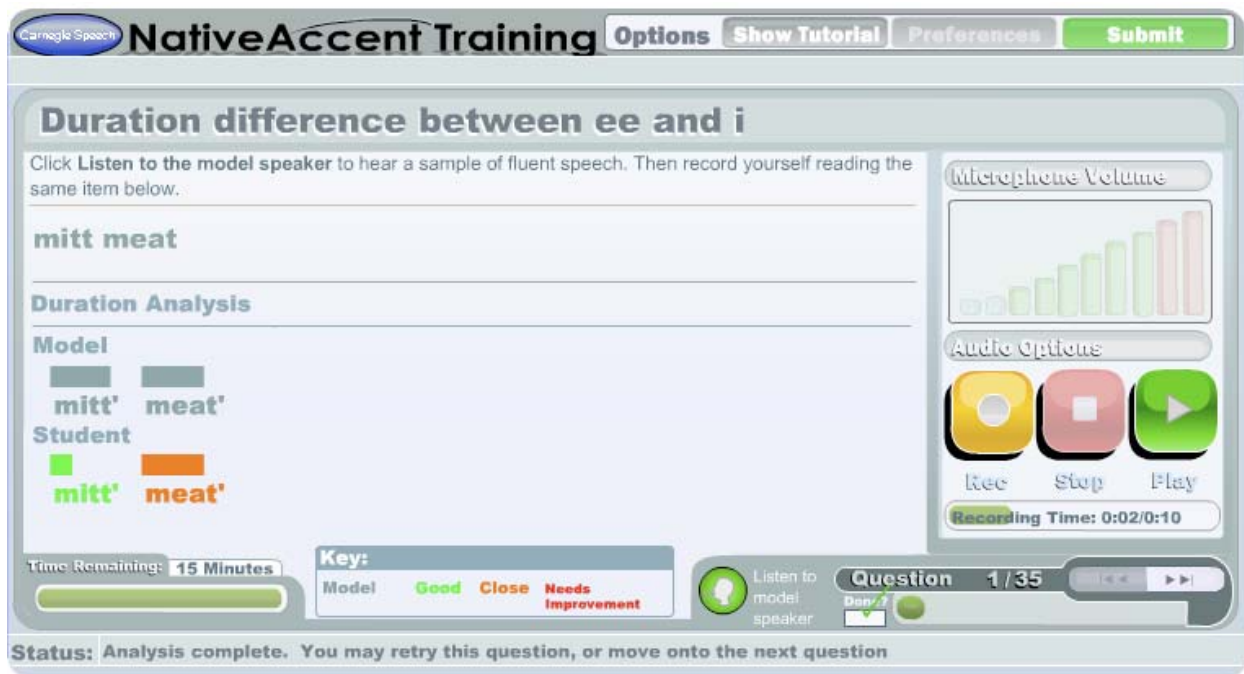 Carnegie Speech NativeAccent Training Options Show Tutorial Preferences Submit
Duration difference between ee and i
Click Listen to the model speaker to hear a sample of fluent speech. Then record yourself reading the
same item below.
mitt meat
Duration Analysis
Model
mitt' meat'
Student
mitt' meat'
Microphone Volume
Audio Options
Rec Stop Play
Recording Time: 0:02/0:10
Time Remaining: 15 Minutes
Key:
Model Good Close Needs
Improvement
Listen to
model
speaker
Question 1/35
Done?
Status: Analysis complete. You may retry this question, or move onto the next question